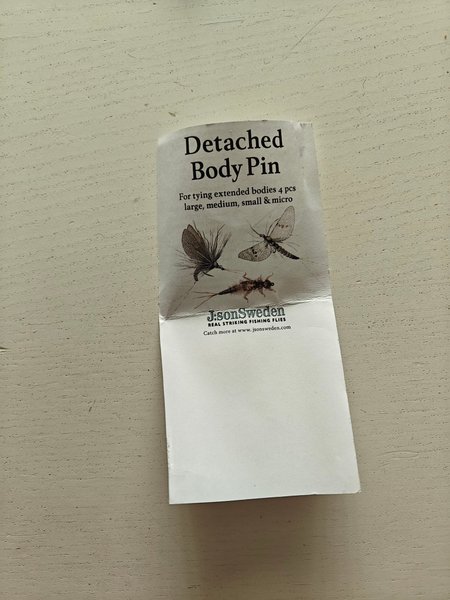 Detached
Body Pin
For tying extended bodies 4 pcs
large, medium, small & micro
J:sonSweden
REAL STRIKING FISHING FLIES
Catch more at www.jsonsweden.com